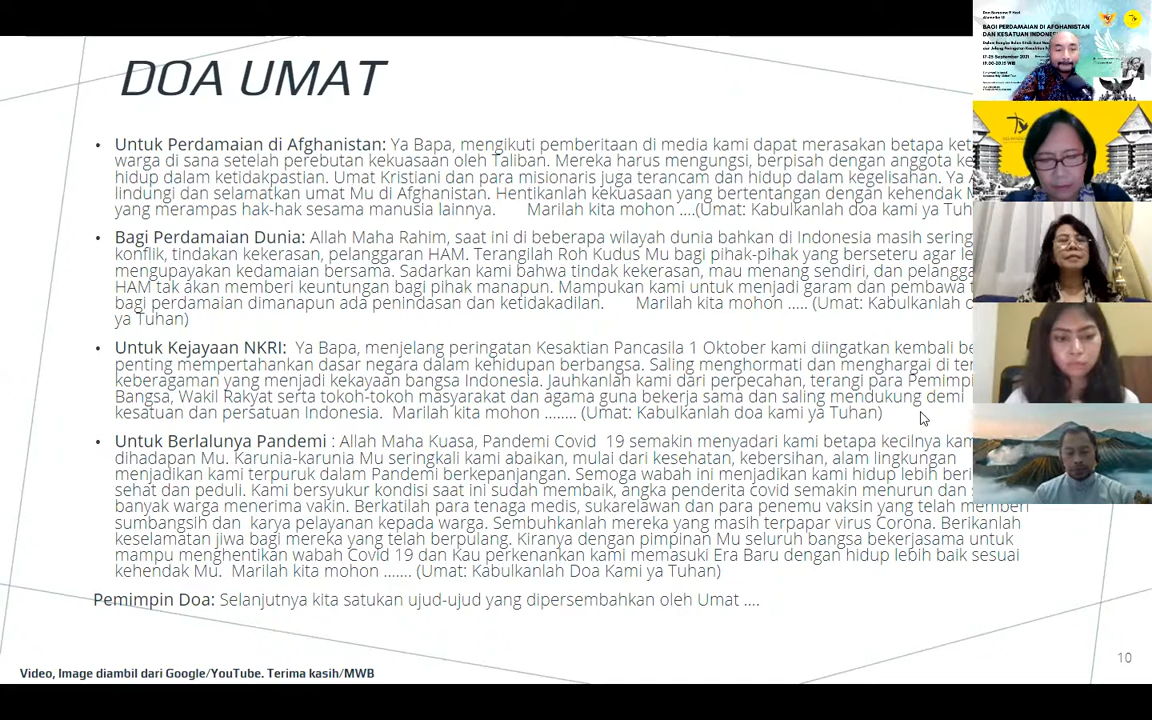 DOA UMAT
• Untuk Perdamaian di Afghanistan: Ya Bapa, mengikuti pemberitaan di media kami dapat merasakan betapa ket
warga di sana setelah perebutan kekuasaan oleh Taliban. Mereka harus mengungsi, berpisah dengan anggota ke
hidup dalam ketidakpastian. Umat Kristiani dan para misionaris juga terancam dan hidup dalam kegelisahan. Ya A
lindungi dan selamatkan umat Mu di Afghanistan. Hentikanlah kekuasaan yang bertentangan dengan kehendak M
yang merampas hak-hak sesama manusia lainnya. Marilah kita mohon ....(Umat: Kabulkanlah doa kami ya Tuh
• Bagi Perdamaian Dunia: Allah Maha Rahim, saat ini di beberapa wilayah dunia bahkan di Indonesia masih sering
konflik, tindakan kekerasan, pelanggaran HAM. Terangilah Roh Kudus Mu bagi pihak-pihak yang berseteru agar le
mengupayakan kedamaian bersama. Sadarkan kami bahwa tindak kekerasan, mau menang sendiri, dan pelangga
HAM tak akan memberi keuntungan bagi pihak manapun. Mampukan kami untuk menjadi garam dan pembawa t
bagi perdamaian dimanapun ada penindasan dan ketidakadilan. Marilah kita mohon ..... (Umat: Kabulkanlah d
ya Tuhan)
• Untuk Kejayaan NKRI: Ya Bapa, menjelang peringatan Kesaktian Pancasila 1 Oktober kami diingatkan kembali be
penting mempertahankan dasar negara dalam kehidupan berbangsa. Saling menghormati dan menghargai di ten
keberagaman yang menjadi kekayaan bangsa Indonesia. Jauhkanlah kami dari perpecahan, terangi para Pemimpi
Bangsa, Wakil Rakyat serta tokoh-tokoh masyarakat dan agama guna bekerja sama dan saling mendukung demi
kesatuan dan persatuan Indonesia. Marilah kita mohon ........ (Umat: Kabulkanlah doa kami ya Tuhan)
• Untuk Berlalunya Pandemi : Allah Maha Kuasa, Pandemi Covid 19 semakin menyadari kami betapa kecilnya kam
dihadapan Mu. Karunia-karunia Mu seringkali kami abaikan, mulai dari kesehatan, kebersihan, alam lingkungan
menjadikan kami terpuruk dalam Pandemi berkepanjangan. Semoga wabah ini menjadikan kami hidup lebih beri
sehat dan peduli. Kami bersyukur kondisi saat ini sudah membaik, angka penderita covid semakin menurun dan s
banyak warga menerima vakin. Berkatilah para tenaga medis, sukarelawan dan para penemu vaksin yang telah memberi
sumbangsih dan karya pelayanan kepada warga. Sembuhkanlah mereka yang masih terpapar virus Corona. Berikanlah
keselamatan jiwa bagi mereka yang telah berpulang. Kiranya dengan pimpinan Mu seluruh bangsa bekerjasama untuk
mampu menghentikan wabah Covid 19 dan Kau perkenankan kami memasuki Era Baru dengan hidup lebih baik sesuai
kehendak Mu. Marilah kita mohon ....... (Umat: Kabulkanlah Doa Kami ya Tuhan)
Pemimpin Doa: Selanjutnya kita satukan ujud-ujud yang dipersembahkan oleh Umat ....
10
Video, Image diambil dari Google/YouTube. Terima kasih/MWB
BAGI PERDAMAIAN DI AFGHANISTAN
DAN KESATUAN INDONE
17-25 September 2021